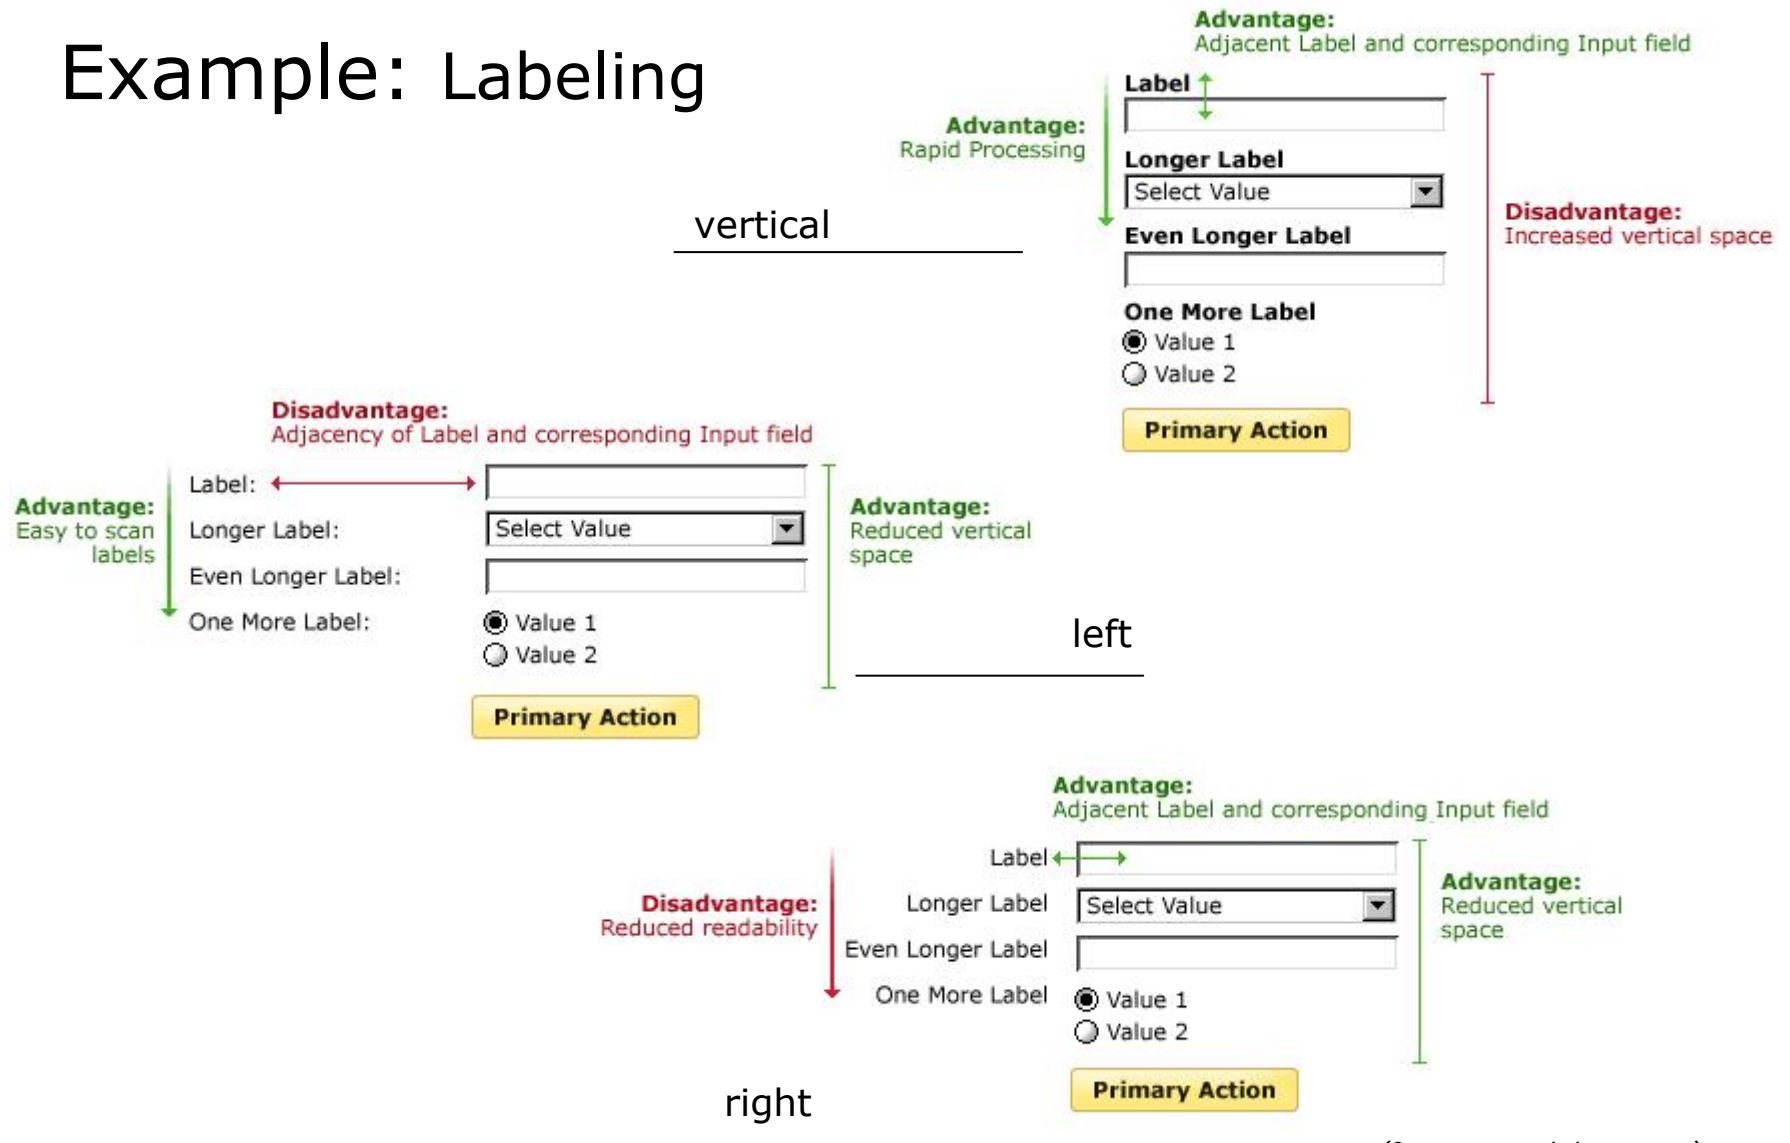 Example: Labeling
Advantage:
Adjacent Label and corresponding Input field
Label
Advantage:
Rapid Processing
Longer Label
Select Value
vertical
Disadvantage:
Increased vertical space
Even Longer Label
One More Label
Value 1
Value 2
Primary Action
Disadvantage:
Adjacency of Label and corresponding Input field
Label:
Advantage:
Easy to scan
labels
Longer Label:
Select Value
Advantage:
Reduced vertical
space
Even Longer Label:
One More Label:
Value 1
Value 2
left
Primary Action
Advantage:
Adjacent Label and corresponding Input field
Label
Disadvantage:
Reduced readability
Longer Label
Select Value
Advantage:
Reduced vertical
space
Even Longer Label
One More Label
Value 1
Value 2
Primary Action
right